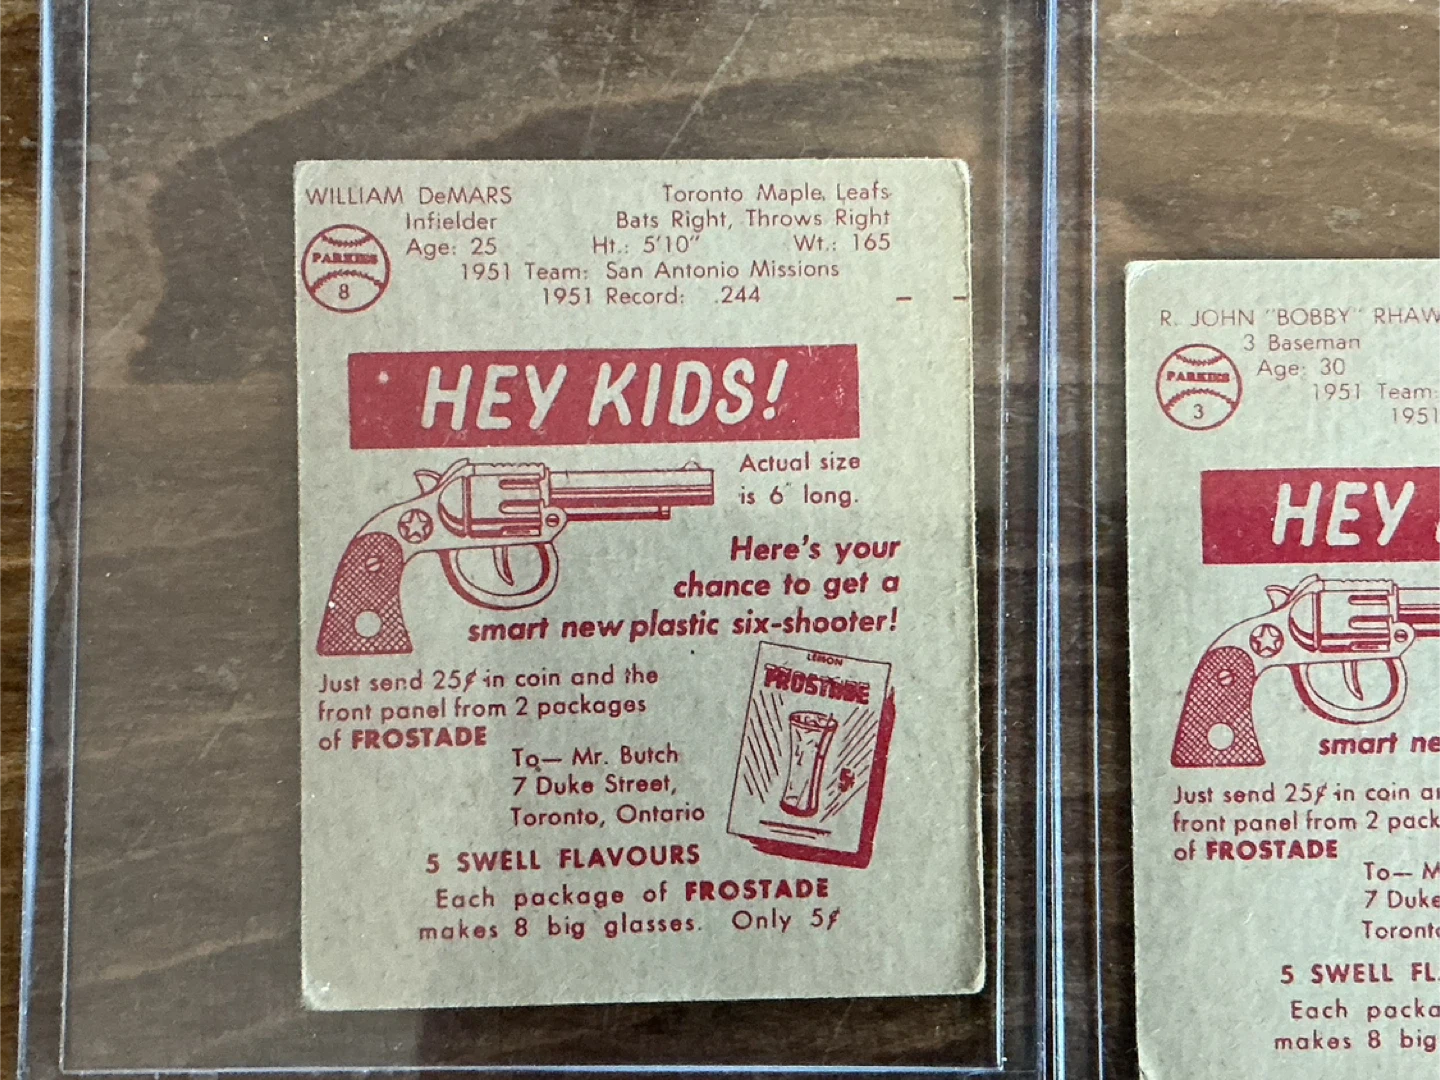 WILLIAM DeMARS Toronto Maple Leafs
Infielder Bats Right, Throws Right
Age: 25 Ht.: 5'10" Wt.: 165
1951 Team: San Antonio Missions
1951 Record: .244
PARKIES
8
HEY KIDS!
Actual size
is 6" long.
Here's your
chance to get a
smart new plastic six-shooter!
Just send 25¢ in coin and the
front panel from 2 packages
of FROSTADE
To— Mr. Butch
7 Duke Street,
Toronto, Ontario
LEMON
FROSTADE
5¢
5 SWELL FLAVOURS
Each package of FROSTADE
makes 8 big glasses. Only 5¢
R. JOHN "BOBBY" RHAW
3 Baseman
Age: 30
1951 Team:
1951
PARKIES
3
HEY
smart ne
Just send 25¢ in coin a
front panel from 2 pack
of FROSTADE
To— M
7 Duke
Toronto
5 SWELL FL
Each packa
makes 8 big